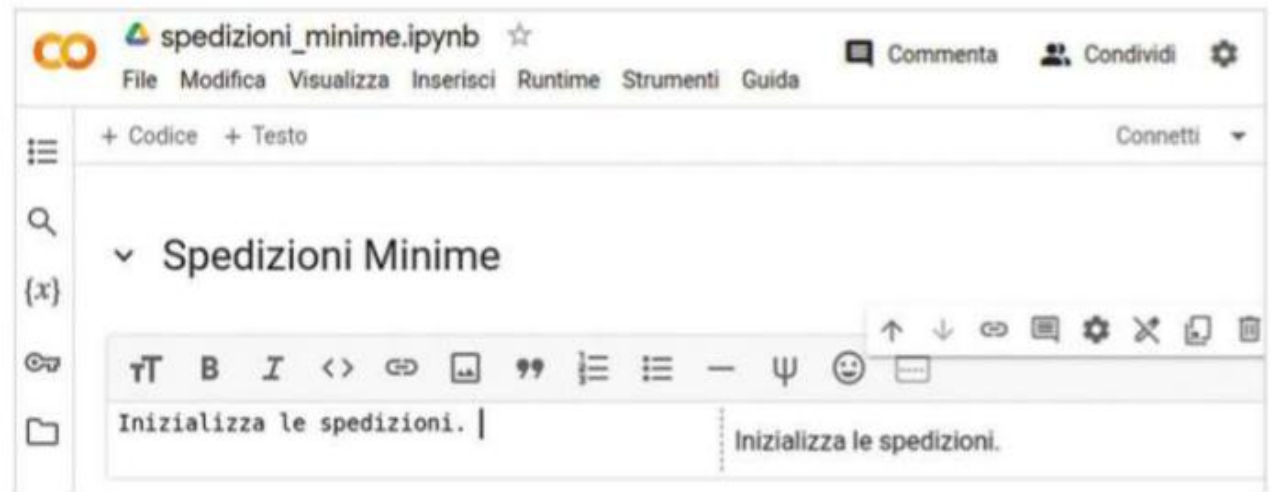 CO spedizioni_minime.ipynb
Commenta Condividi
File Modifica Visualizza Inserisci Runtime Strumenti Guida
+ Codice + Testo
Connetti
Spedizioni Minime
{x}
тT B I <> ” — Ψ
Inizializza le spedizioni.
Inizializza le spedizioni.